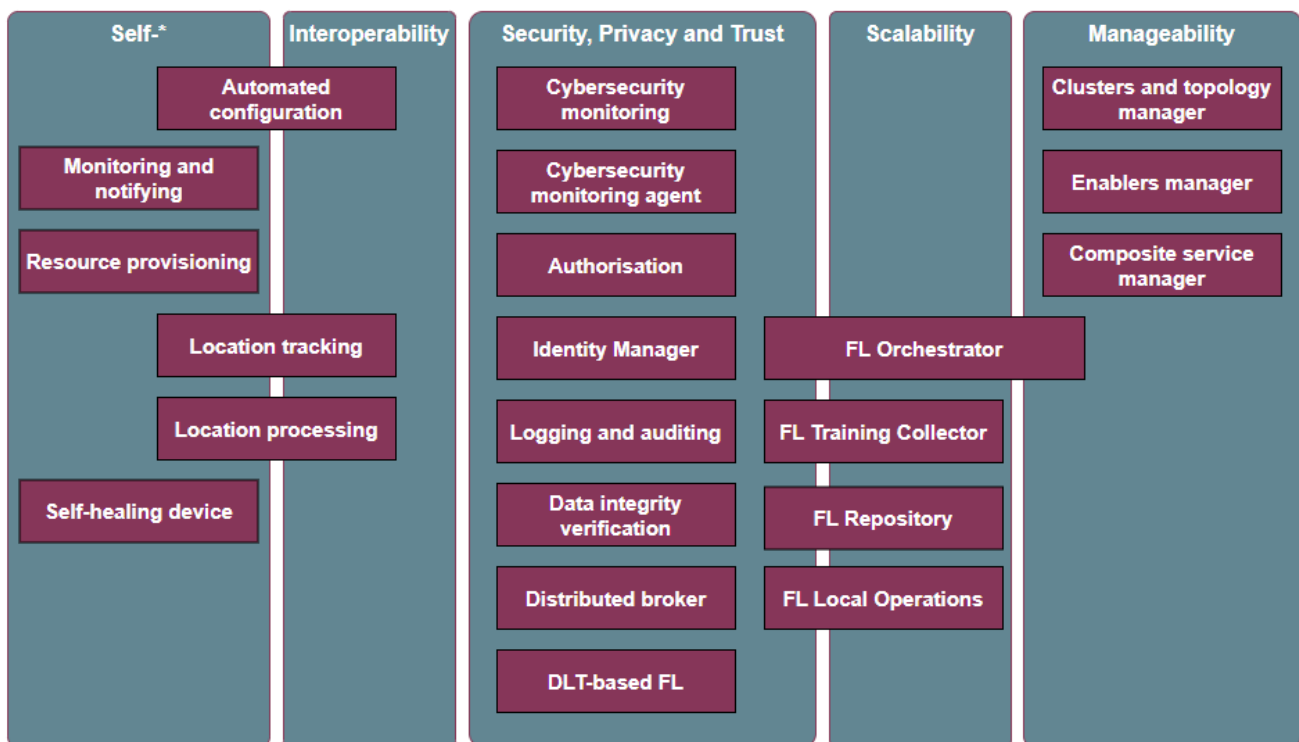 Self-*
Interoperability
Security, Privacy and Trust
Scalability
Manageability
Automated
configuration
Monitoring and
notifying
Resource provisioning
Location tracking
Location processing
Self-healing device
Cybersecurity
monitoring
Cybersecurity
monitoring agent
Authorisation
Identity Manager
Logging and auditing
Data integrity
verification
Distributed broker
DLT-based FL
FL Orchestrator
FL Training Collector
FL Repository
FL Local Operations
Clusters and topology
manager
Enablers manager
Composite service
manager